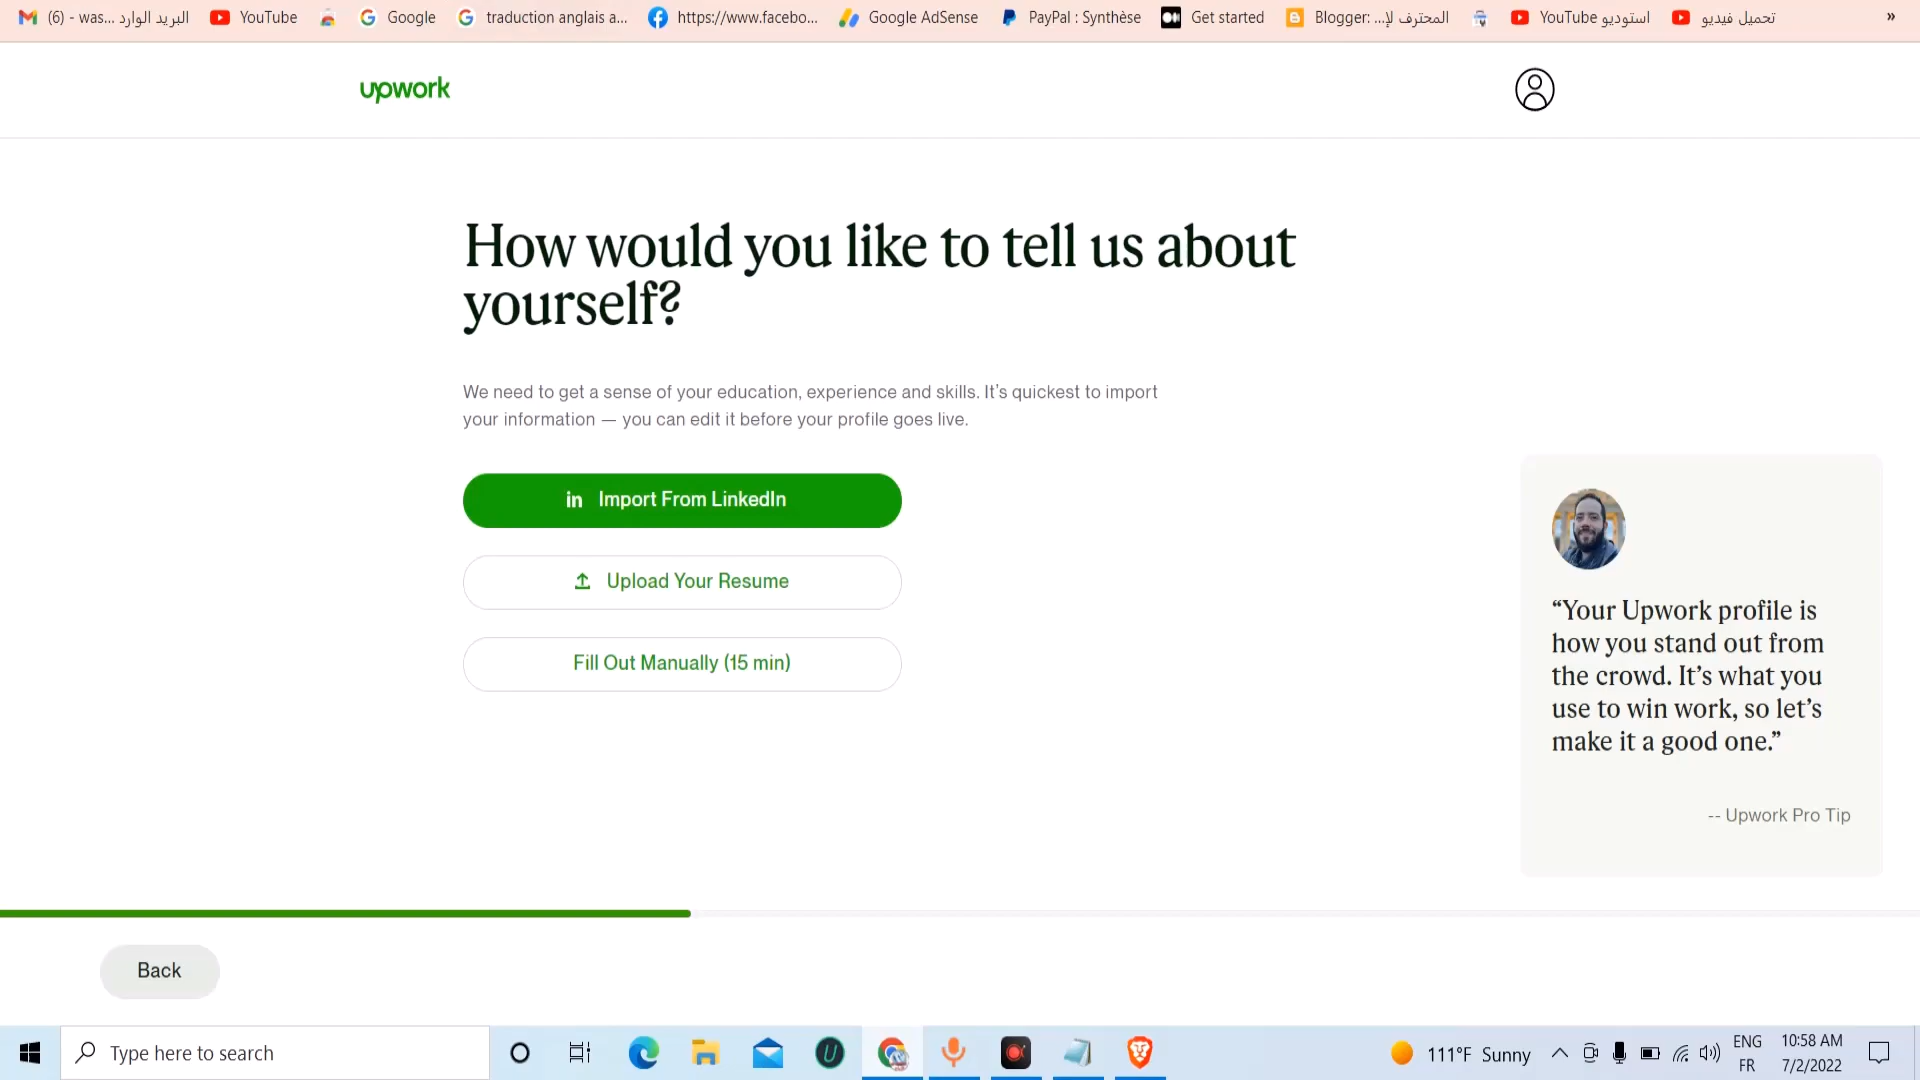 (6) - was... البريد الوارد
YouTube
Google
traduction anglais a...
https://www.facebo...
Google AdSense
PayPal : Synthèse
Get started
Blogger: ...المحترف لإ
YouTube استوديو
تحميل فيديو
»
upwork
How would you like to tell us about
yourself?
We need to get a sense of your education, experience and skills. It’s quickest to import
your information — you can edit it before your profile goes live.
in Import From LinkedIn
Upload Your Resume
Fill Out Manually (15 min)
“Your Upwork profile is
how you stand out from
the crowd. It’s what you
use to win work, so let’s
make it a good one.”
-- Upwork Pro Tip
Back
Type here to search
111°F Sunny
ENG
FR
10:58 AM
7/2/2022